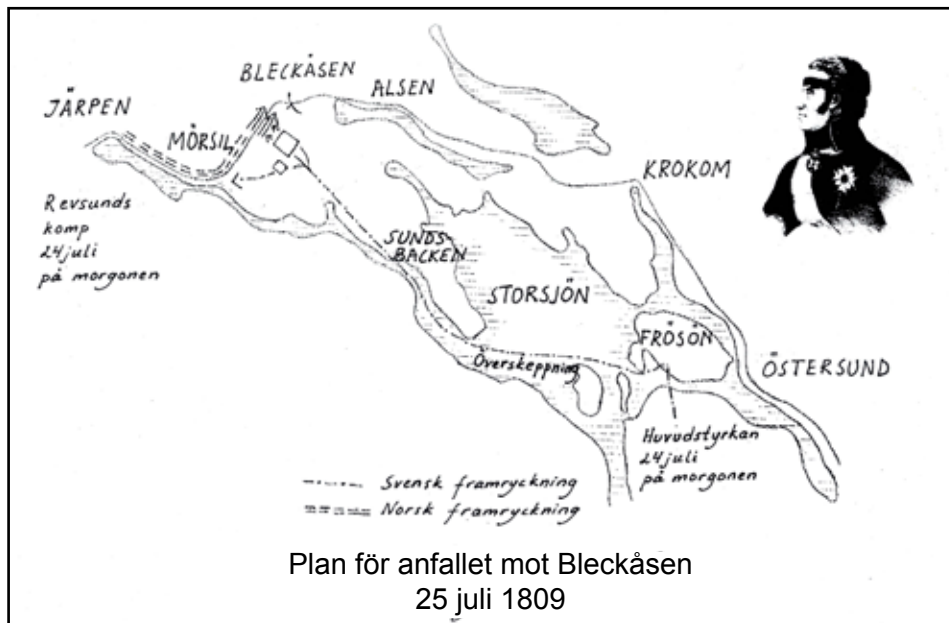 BLECKÅSEN
ALSEN
JÄRPEN
MÖRSIL
KROKOM
Revsunds
komp
24 juli
på morgonen
SUNDS-
BACKEN
STORSJÖN
FRÖSÖN
ÖSTERSUND
Överskeppning
Huvudstyrkan
24 juli
på morgonen
Svensk framryckning
Norsk framryckning
Plan för anfallet mot Bleckåsen
25 juli 1809